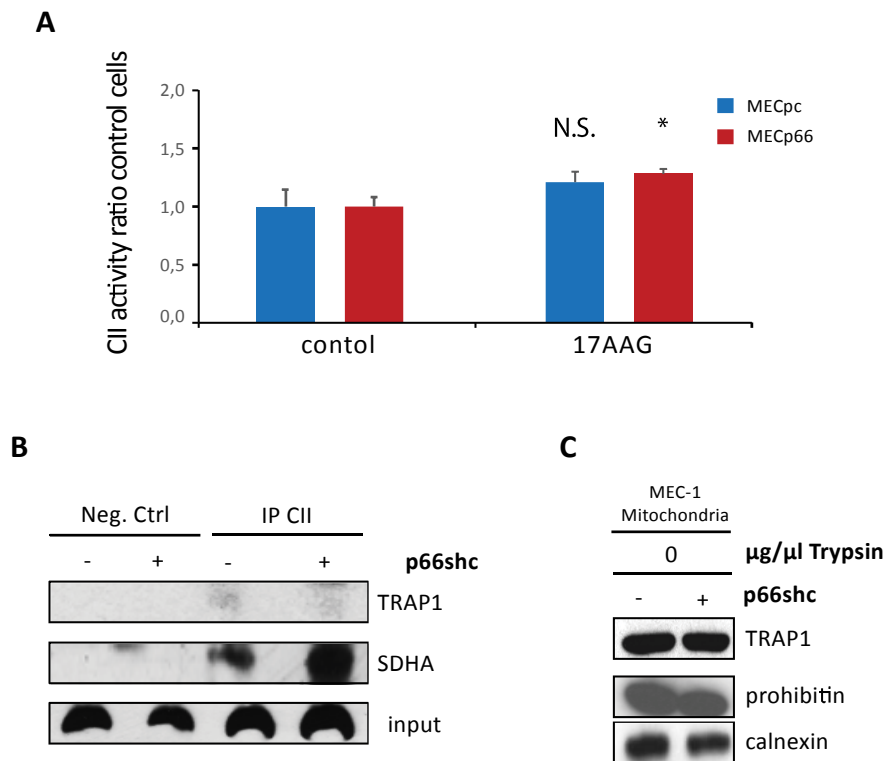 A
CII activity ratio control cells
2,0
1,5
1,0
0,5
0,0
N.S.
*
MECpc
MECp66
contol
17AAG
B
Neg. Ctrl
IP CII
- + - + p66shc
TRAP1
SDHA
input
C
MEC-1
Mitochondria
0 µg/µl Trypsin
- + p66shc
TRAP1
prohibitin
calnexin